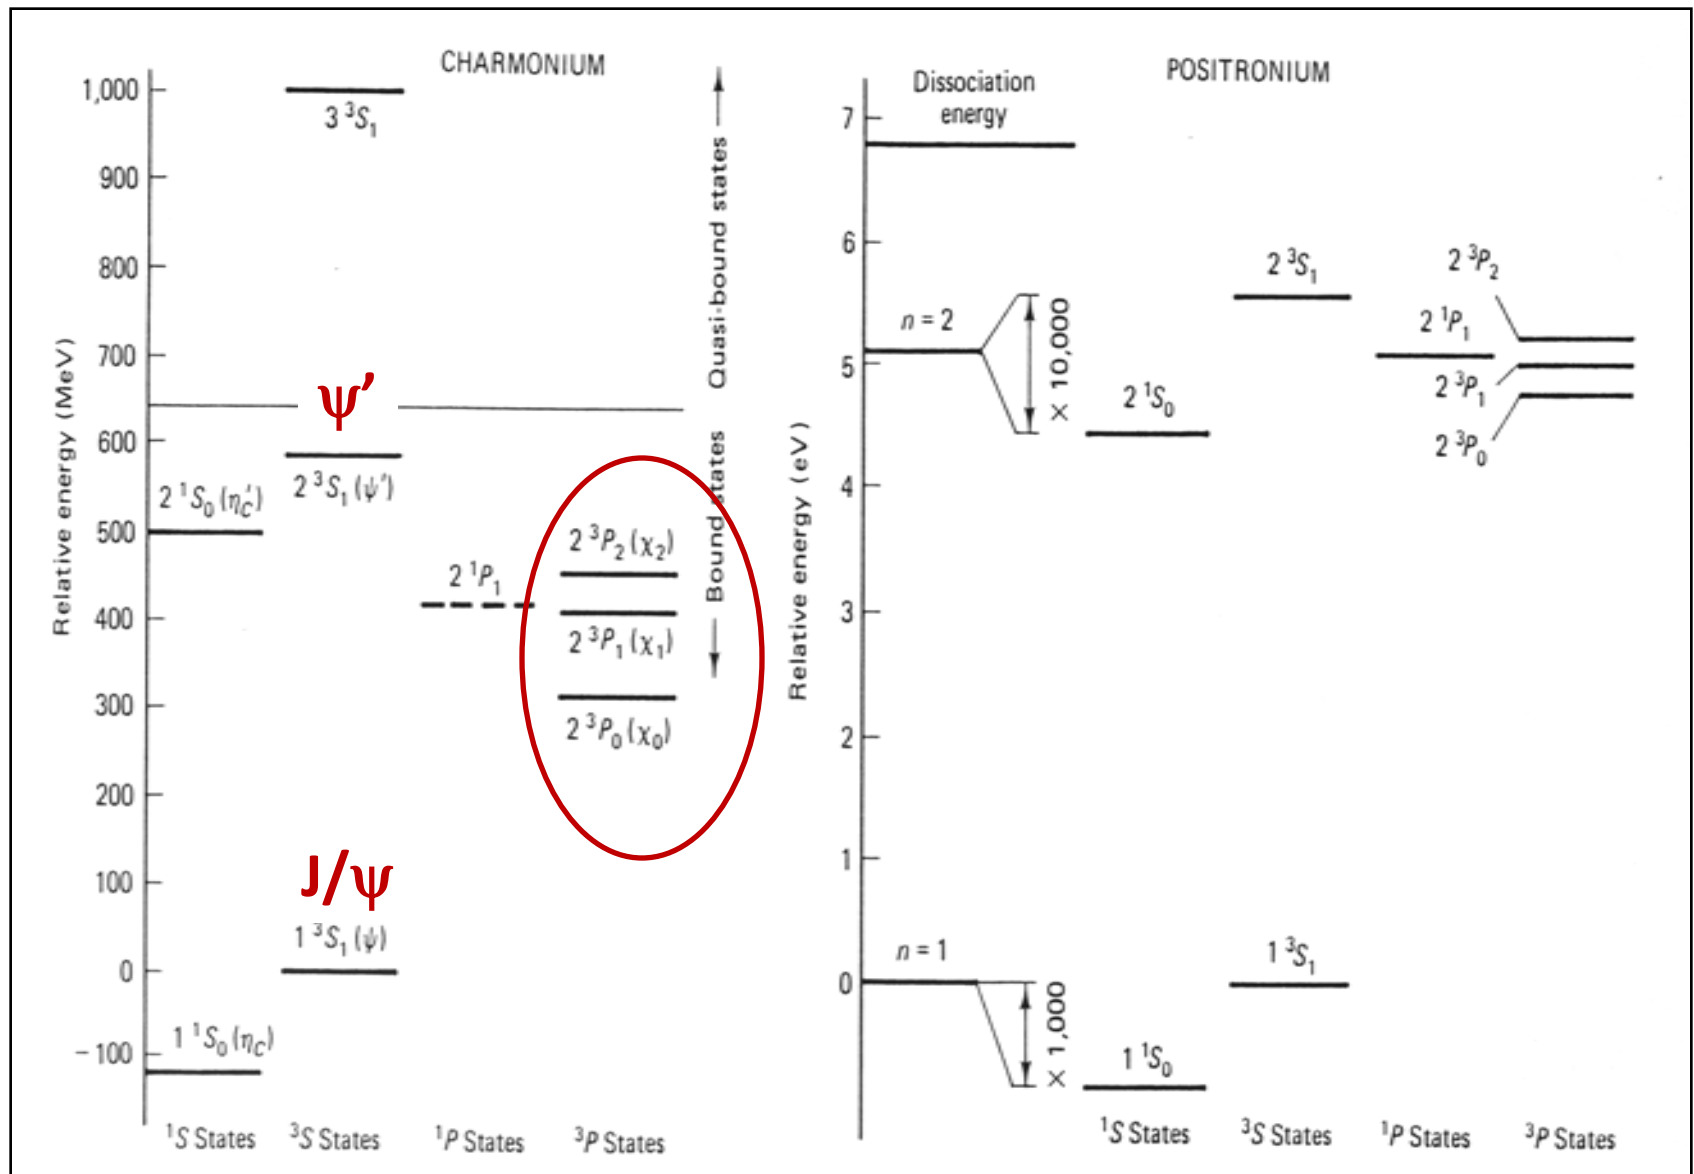 CHARMONIUM
Relative energy (MeV)
1,000
900
800
700
600
500
400
300
200
100
0
−100
3 ³S₁
ψ’
2 ³S₁ (ψ′)
2 ¹S₀ (η′c)
2 ¹P₁
2 ³P₂ (χ₂)
2 ³P₁ (χ₁)
2 ³P₀ (χ₀)
J/ψ
1 ³S₁ (ψ)
1 ¹S₀ (ηc)
Quasi-bound states
Bound states
¹S States
³S States
¹P States
³P States
POSITRONIUM
Relative energy (eV)
7
6
5
4
3
2
1
0
Dissociation
energy
n = 2
× 10,000
2 ¹S₀
2 ³S₁
2 ¹P₁
2 ³P₂
2 ³P₁
2 ³P₀
n = 1
× 1,000
1 ¹S₀
1 ³S₁
¹S States
³S States
¹P States
³P States